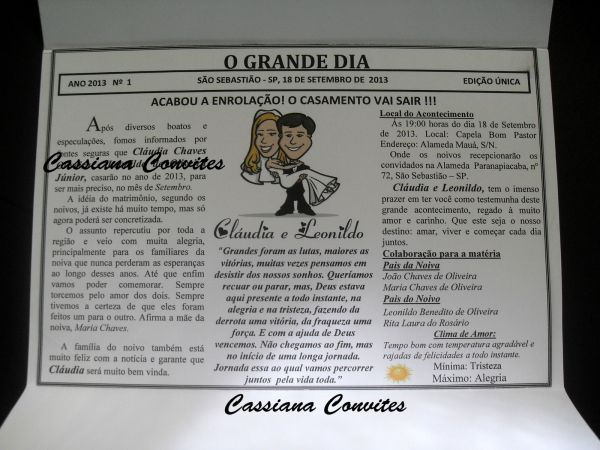 O GRANDE DIA
ANO 2013 Nº 1
SÃO SEBASTIÃO - SP, 18 DE SETEMBRO DE 2013
EDIÇÃO ÚNICA
ACABOU A ENROLAÇÃO! O CASAMENTO VAI SAIR !!!
Após diversos boatos e
especulações, fomos informados por
fontes seguras que Cláudia Chaves
Cassiana Convites
Júnior, casarão no ano de 2013, para
ser mais preciso, no mês de Setembro.
A idéia do matrimônio, segundo os
noivos, já existe há muito tempo, mas só
agora poderá ser concretizada.
O assunto repercutiu por toda a
região e veio com muita alegria,
principalmente para os familiares da
noiva que nunca perderam as esperanças
ao longo desses anos. Até que enfim
vamos poder comemorar. Sempre
torcemos pelo amor dos dois. Sempre
tivemos a certeza de que eles foram
feitos um para o outro. Afirma a mãe da
noiva, Maria Chaves.
A família do noivo também está
muito feliz com a notícia e garante que
Cláudia será muito bem vinda.
Cláudia e Leonildo
"Grandes foram as lutas, maiores as
vitórias, muitas vezes pensamos em
desistir dos nossos sonhos. Queríamos
recuar ou parar, mas, Deus estava
aqui presente a todo instante, na
alegria e na tristeza, fazendo da
derrota uma vitória, da fraqueza uma
força. E com a ajuda de Deus
vencemos. Não chegamos ao fim, mas
no início de uma longa jornada.
Jornada essa ao qual vamos percorrer
juntos pela vida toda."
Local do Acontecimento
Às 19:00 horas do dia 18 de Setembro
de 2013. Local: Capela Bom Pastor
Endereço: Alameda Mauá, S/N.
Onde os noivos recepcionarão os
convidados na Alameda Paranapiacaba, nº
72, São Sebastião – SP.
Cláudia e Leonildo, tem o imenso
prazer em ter você como testemunha deste
grande acontecimento, regado à muito
amor e carinho. Que este seja o nosso
destino: amar, viver e começar cada dia
juntos.
Colaboração para a matéria
Pais da Noiva
João Chaves de Oliveira
Maria Chaves de Oliveira
Pais do Noivo
Leonildo Benedito de Oliveira
Rita Laura do Rosário
Clima de Amor:
Tempo bom com temperatura agradável e
rajadas de felicidades a todo instante.
Mínima: Tristeza
Máximo: Alegria
Cassiana Convites